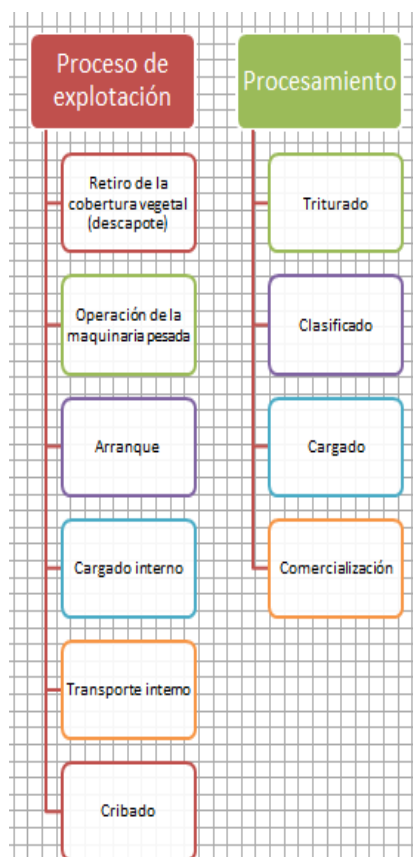 Proceso de
explotación
Retiro de la
cobertura vegetal
(descapote)
Operación de la
maquinaria pesada
Arranque
Cargado interno
Transporte interno
Cribado
Procesamiento
Triturado
Clasificado
Cargado
Comercialización